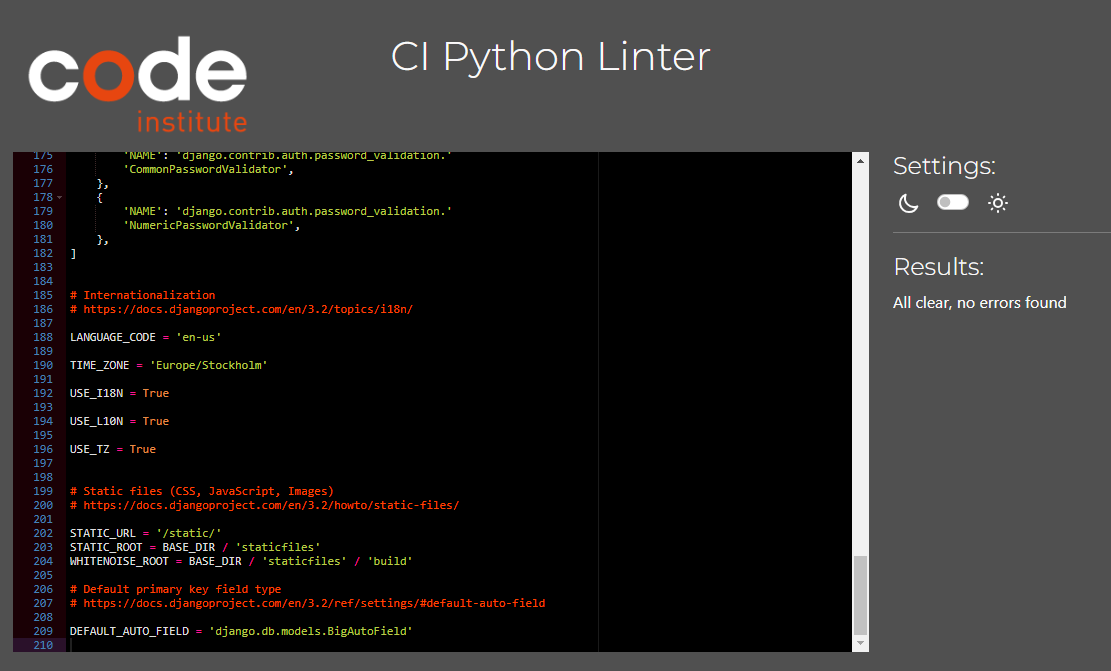 code
institute
CI Python Linter
175 'NAME': 'django.contrib.auth.password_validation.'
176 'CommonPasswordValidator',
177 },
178 {
179 'NAME': 'django.contrib.auth.password_validation.'
180 'NumericPasswordValidator',
181 },
182 ]
183
184
185 # Internationalization
186 # https://docs.djangoproject.com/en/3.2/topics/i18n/
187
188 LANGUAGE_CODE = 'en-us'
189
190 TIME_ZONE = 'Europe/Stockholm'
191
192 USE_I18N = True
193
194 USE_L10N = True
195
196 USE_TZ = True
197
198
199 # Static files (CSS, JavaScript, Images)
200 # https://docs.djangoproject.com/en/3.2/howto/static-files/
201
202 STATIC_URL = '/static/'
203 STATIC_ROOT = BASE_DIR / 'staticfiles'
204 WHITENOISE_ROOT = BASE_DIR / 'staticfiles' / 'build'
205
206 # Default primary key field type
207 # https://docs.djangoproject.com/en/3.2/ref/settings/#default-auto-field
208
209 DEFAULT_AUTO_FIELD = 'django.db.models.BigAutoField'
210
Settings:
Results:
All clear, no errors found